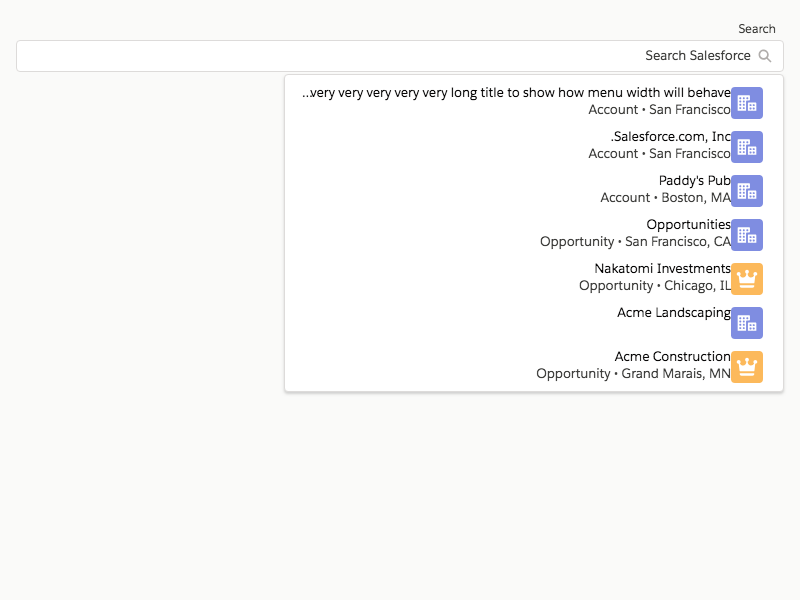 Search
Search Salesforce
...very very very very very long title to show how menu width will behave
Account • San Francisco
.Salesforce.com, Inc
Account • San Francisco
Paddy's Pub
Account • Boston, MA
Opportunities
Opportunity • San Francisco, CA
Nakatomi Investments
Opportunity • Chicago, IL
Acme Landscaping
Acme Construction
Opportunity • Grand Marais, MN